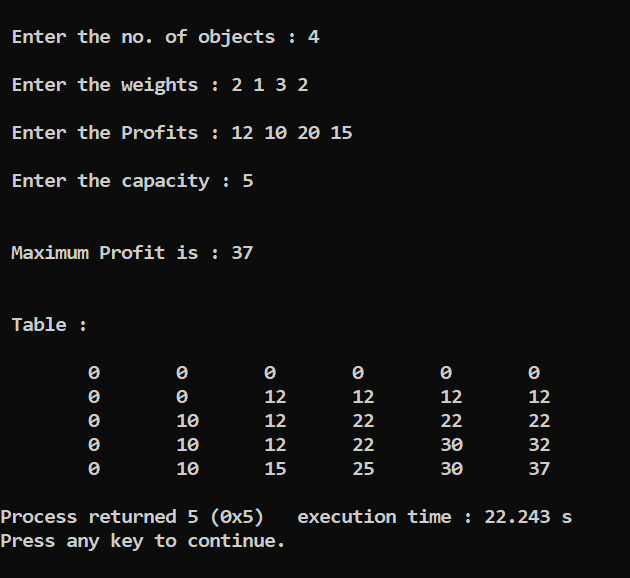 Enter the no. of objects : 4
Enter the weights : 2 1 3 2
Enter the Profits : 12 10 20 15
Enter the capacity : 5
Maximum Profit is : 37
Table :
0 0 0 0 0 0
0 0 12 12 12 12
0 10 12 22 22 22
0 10 12 22 30 32
0 10 15 25 30 37
Process returned 5 (0x5)   execution time : 22.243 s
Press any key to continue.